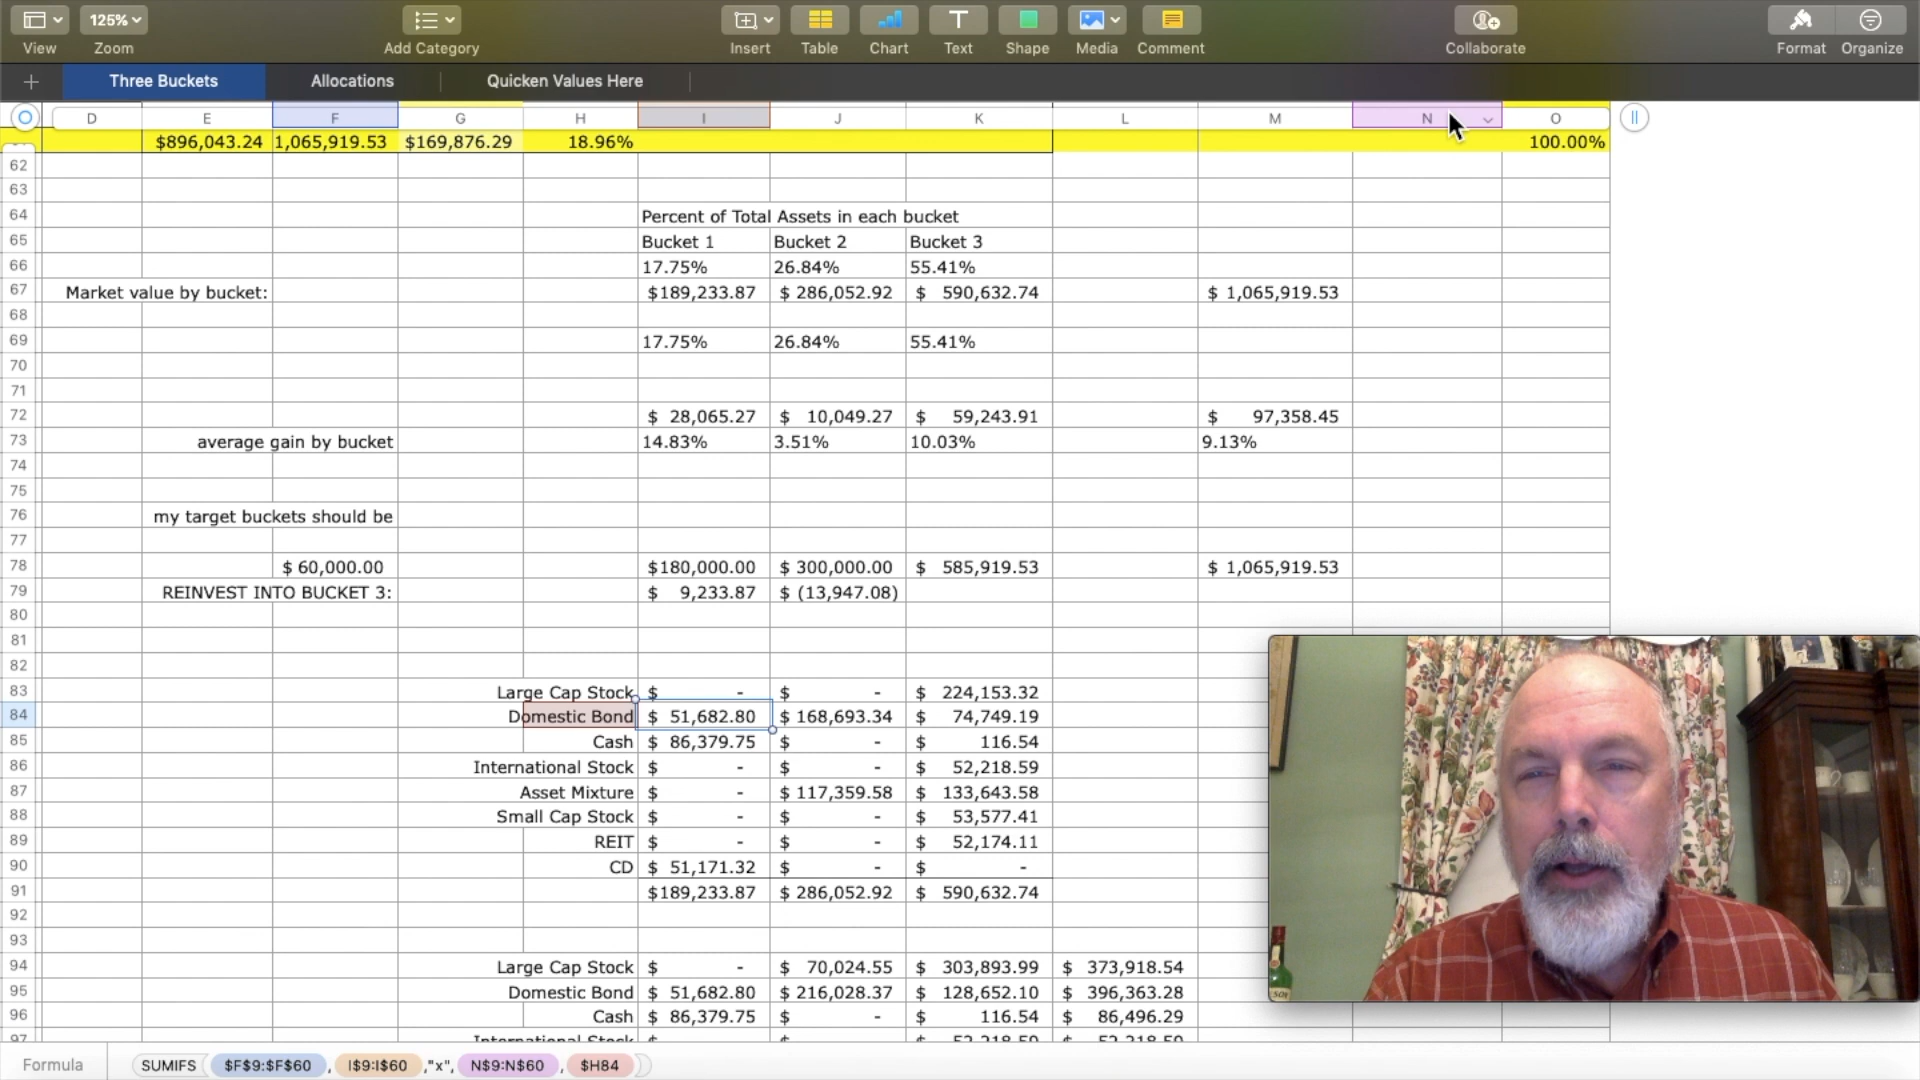 125%
View Zoom Add Category Insert Table Chart Text Shape Media Comment Collaborate Format Organize
Three Buckets Allocations Quicken Values Here
D E F G H I J K L M N O
$896,043.24 1,065,919.53 $169,876.29 18.96% 100.00%
62
63
64 Percent of Total Assets in each bucket
65 Bucket 1 Bucket 2 Bucket 3
66 17.75% 26.84% 55.41%
67 Market value by bucket: $189,233.87 $ 286,052.92 $ 590,632.74 $ 1,065,919.53
68
69 17.75% 26.84% 55.41%
70
71
72 $ 28,065.27 $ 10,049.27 $ 59,243.91 $ 97,358.45
73 average gain by bucket 14.83% 3.51% 10.03% 9.13%
74
75
76 my target buckets should be
77
78 $ 60,000.00 $180,000.00 $ 300,000.00 $ 585,919.53 $ 1,065,919.53
79 REINVEST INTO BUCKET 3: $ 9,233.87 $ (13,947.08)
80
81
82
83 Large Cap Stock $ - $ - $ 224,153.32
84 Domestic Bond $ 51,682.80 $ 168,693.34 $ 74,749.19
85 Cash $ 86,379.75 $ - $ 116.54
86 International Stock $ - $ - $ 52,218.59
87 Asset Mixture $ - $ 117,359.58 $ 133,643.58
88 Small Cap Stock $ - $ - $ 53,577.41
89 REIT $ - $ - $ 52,174.11
90 CD $ 51,171.32 $ - $ -
91 $189,233.87 $ 286,052.92 $ 590,632.74
92
93
94 Large Cap Stock $ - $ 70,024.55 $ 303,893.99 $ 373,918.54
95 Domestic Bond $ 51,682.80 $ 216,028.37 $ 128,652.10 $ 396,363.28
96 Cash $ 86,379.75 $ - $ 116.54 $ 86,496.29
97 International Stock $ - $ - $ 52,218.59 $ 52,218.59
Formula SUMIFS $F$9:$F$60 , I$9:I$60 ,"x", N$9:N$60 , $H84